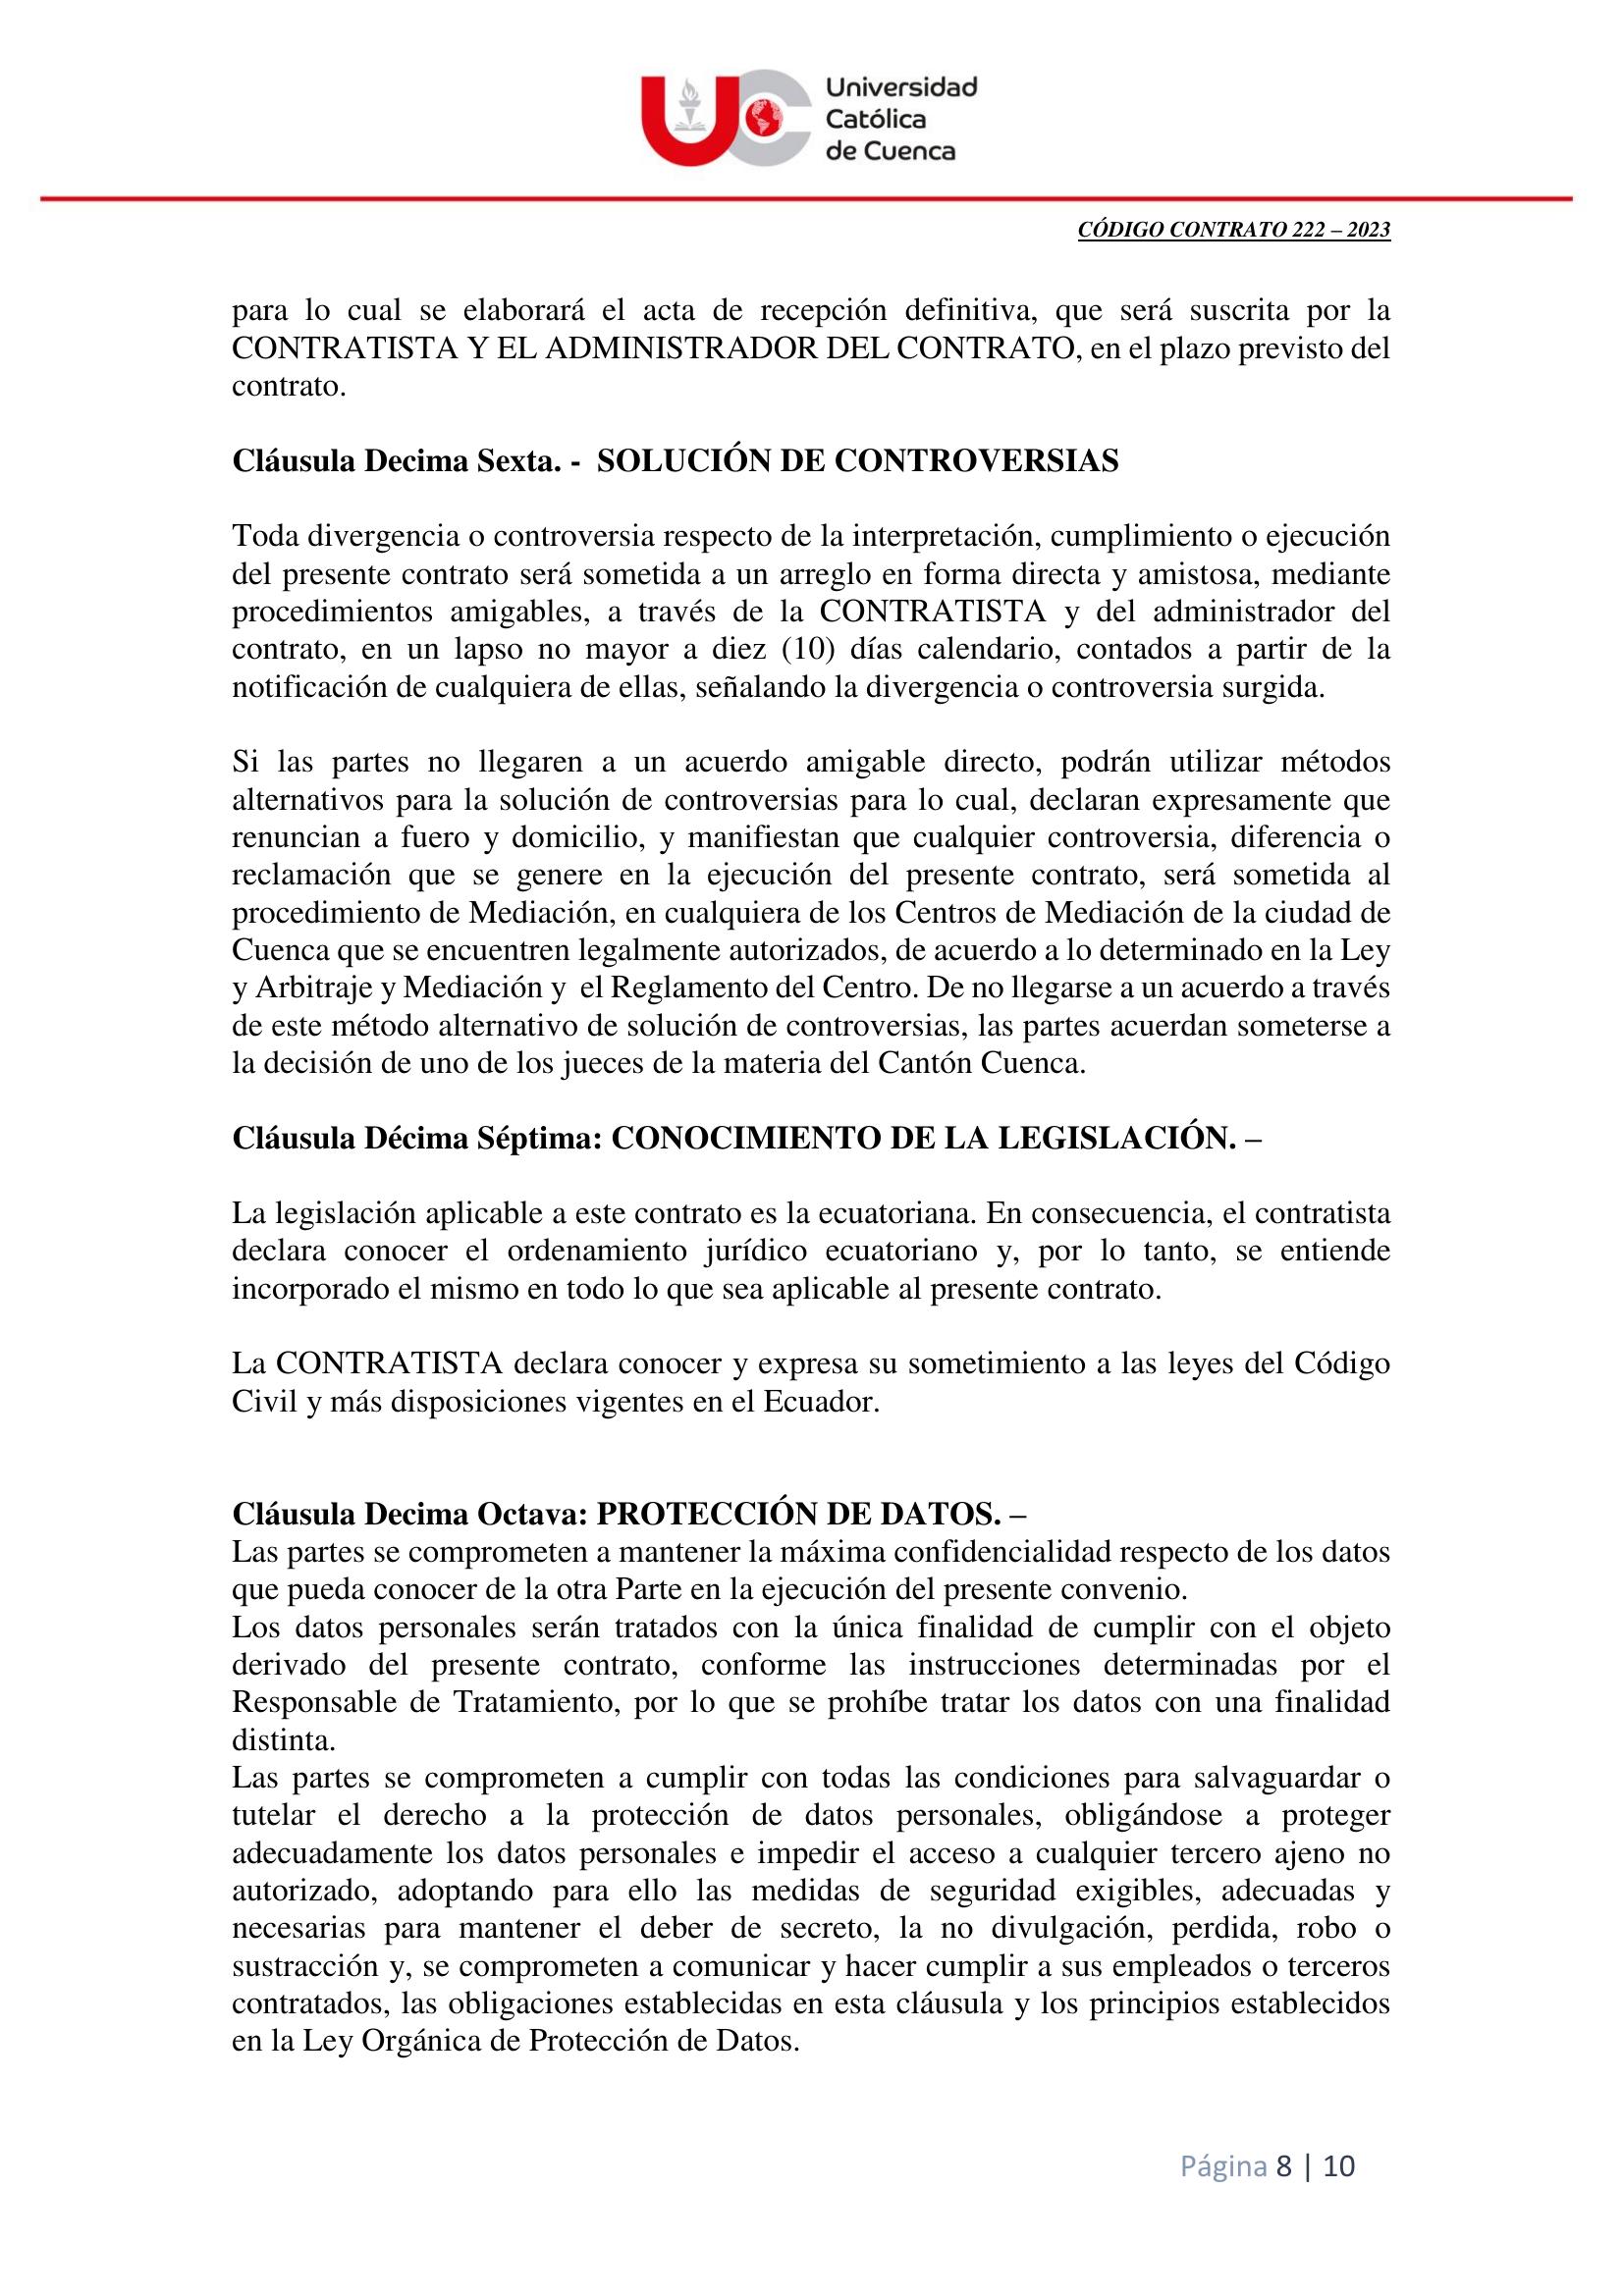 Universidad
Católica
de Cuenca
CÓDIGO CONTRATO 222 – 2023
para lo cual se elaborará el acta de recepción definitiva, que será suscrita por la
CONTRATISTA Y EL ADMINISTRADOR DEL CONTRATO, en el plazo previsto del
contrato.
Cláusula Decima Sexta. -  SOLUCIÓN DE CONTROVERSIAS
Toda divergencia o controversia respecto de la interpretación, cumplimiento o ejecución
del presente contrato será sometida a un arreglo en forma directa y amistosa, mediante
procedimientos amigables, a través de la CONTRATISTA y del administrador del
contrato, en un lapso no mayor a diez (10) días calendario, contados a partir de la
notificación de cualquiera de ellas, señalando la divergencia o controversia surgida.
Si las partes no llegaren a un acuerdo amigable directo, podrán utilizar métodos
alternativos para la solución de controversias para lo cual, declaran expresamente que
renuncian a fuero y domicilio, y manifiestan que cualquier controversia, diferencia o
reclamación que se genere en la ejecución del presente contrato, será sometida al
procedimiento de Mediación, en cualquiera de los Centros de Mediación de la ciudad de
Cuenca que se encuentren legalmente autorizados, de acuerdo a lo determinado en la Ley
y Arbitraje y Mediación y  el Reglamento del Centro. De no llegarse a un acuerdo a través
de este método alternativo de solución de controversias, las partes acuerdan someterse a
la decisión de uno de los jueces de la materia del Cantón Cuenca.
Cláusula Décima Séptima: CONOCIMIENTO DE LA LEGISLACIÓN. –
La legislación aplicable a este contrato es la ecuatoriana. En consecuencia, el contratista
declara conocer el ordenamiento jurídico ecuatoriano y, por lo tanto, se entiende
incorporado el mismo en todo lo que sea aplicable al presente contrato.
La CONTRATISTA declara conocer y expresa su sometimiento a las leyes del Código
Civil y más disposiciones vigentes en el Ecuador.
Cláusula Decima Octava: PROTECCIÓN DE DATOS. –
Las partes se comprometen a mantener la máxima confidencialidad respecto de los datos
que pueda conocer de la otra Parte en la ejecución del presente convenio.
Los datos personales serán tratados con la única finalidad de cumplir con el objeto
derivado del presente contrato, conforme las instrucciones determinadas por el
Responsable de Tratamiento, por lo que se prohíbe tratar los datos con una finalidad
distinta.
Las partes se comprometen a cumplir con todas las condiciones para salvaguardar o
tutelar el derecho a la protección de datos personales, obligándose a proteger
adecuadamente los datos personales e impedir el acceso a cualquier tercero ajeno no
autorizado, adoptando para ello las medidas de seguridad exigibles, adecuadas y
necesarias para mantener el deber de secreto, la no divulgación, perdida, robo o
sustracción y, se comprometen a comunicar y hacer cumplir a sus empleados o terceros
contratados, las obligaciones establecidas en esta cláusula y los principios establecidos
en la Ley Orgánica de Protección de Datos.
Página 8 | 10